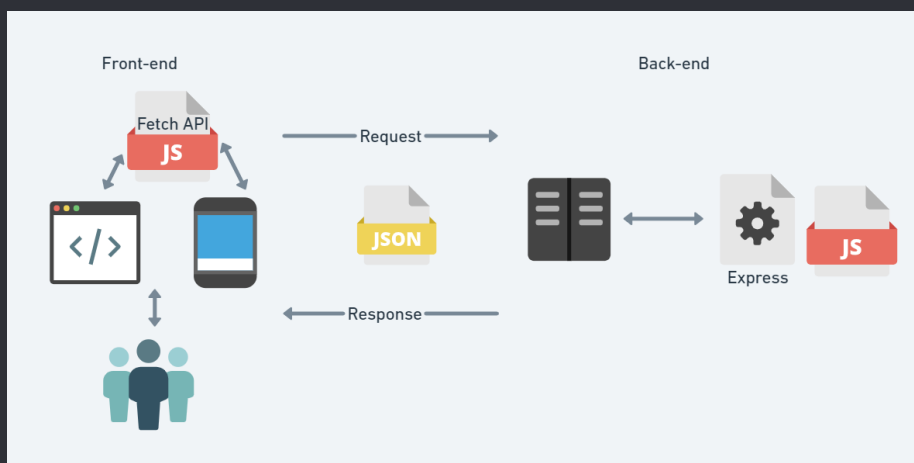 Front-end
Back-end
Fetch API
JS
Request
</>
JSON
JS
Express
Response